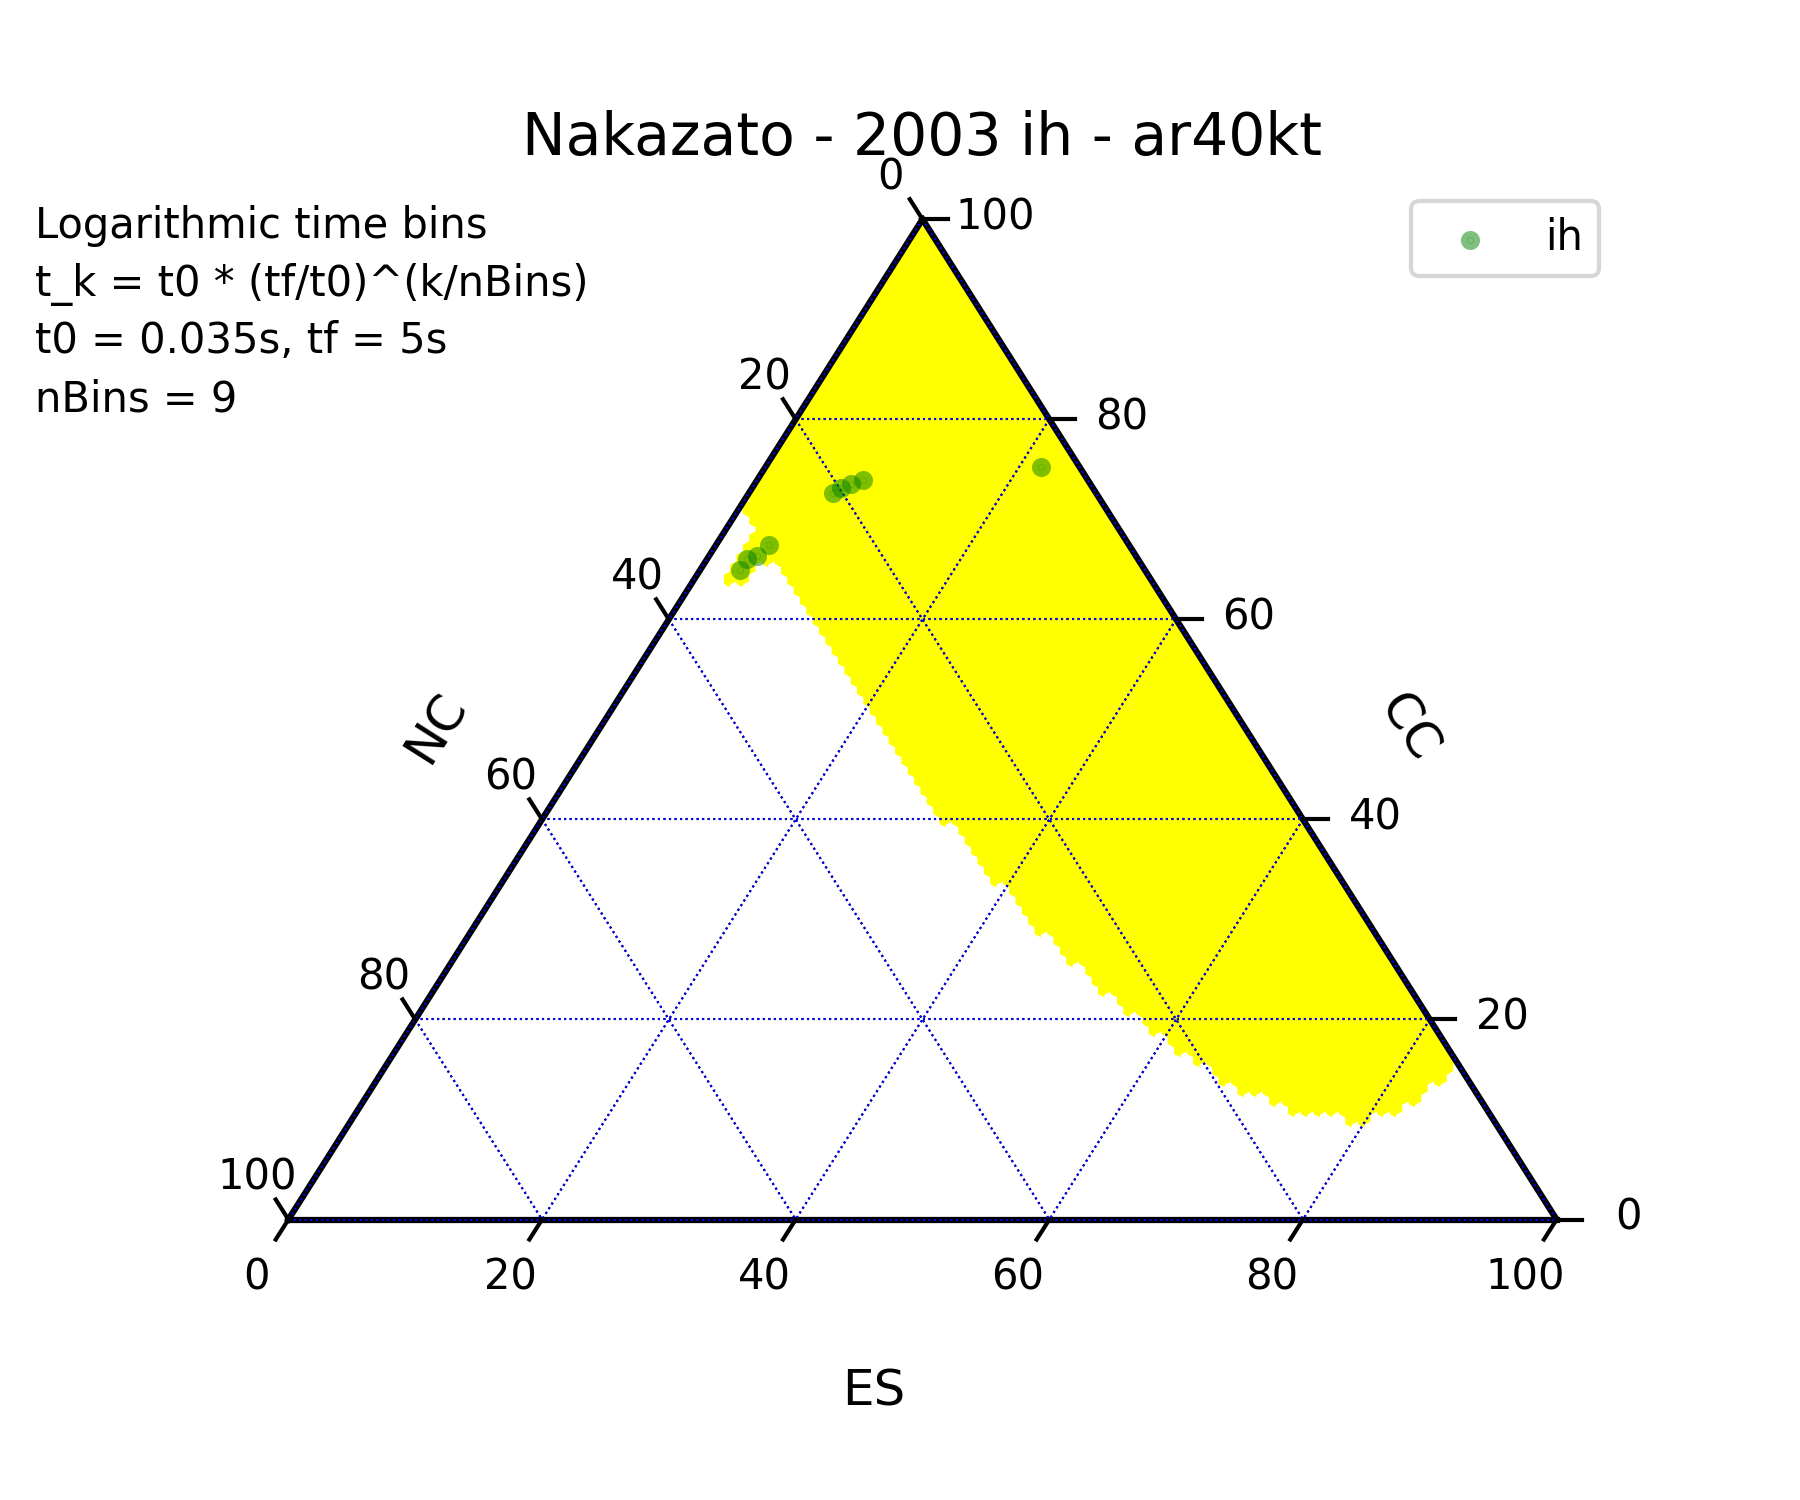 Nakazato - 2003 ih - ar40kt
Logarithmic time bins
t_k = t0 * (tf/t0)^(k/nBins)
t0 = 0.035s, tf = 5s
nBins = 9
ih
0
20
40
60
80
100
NC
100
80
60
40
20
0
CC
0
20
40
60
80
100
ES